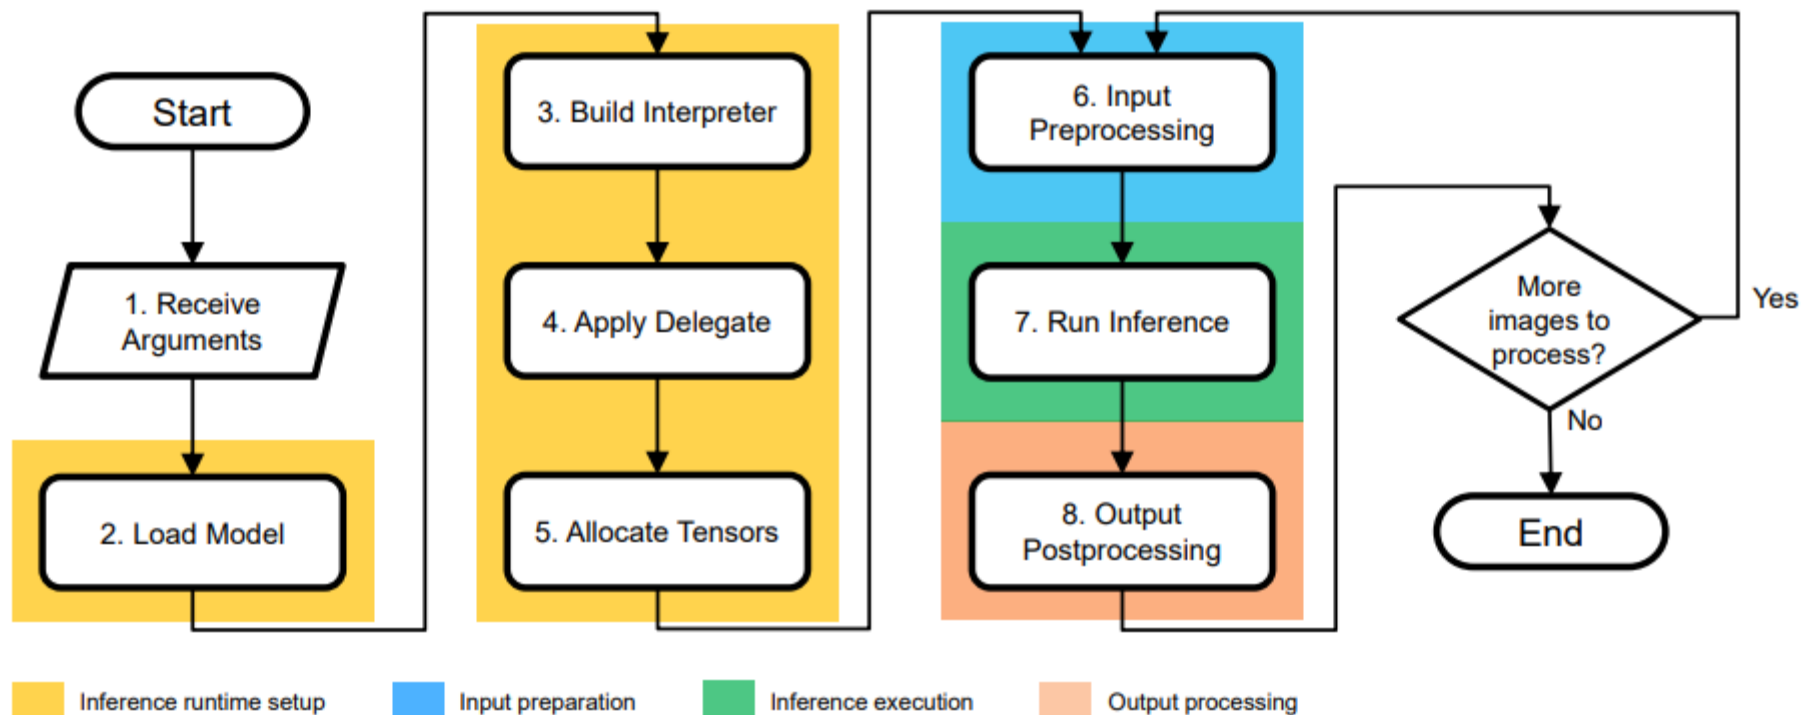 Start
1. Receive
Arguments
2. Load Model
3. Build Interpreter
4. Apply Delegate
5. Allocate Tensors
6. Input
Preprocessing
7. Run Inference
8. Output
Postprocessing
More
images to
process?
Yes
No
End
Inference runtime setup
Input preparation
Inference execution
Output processing